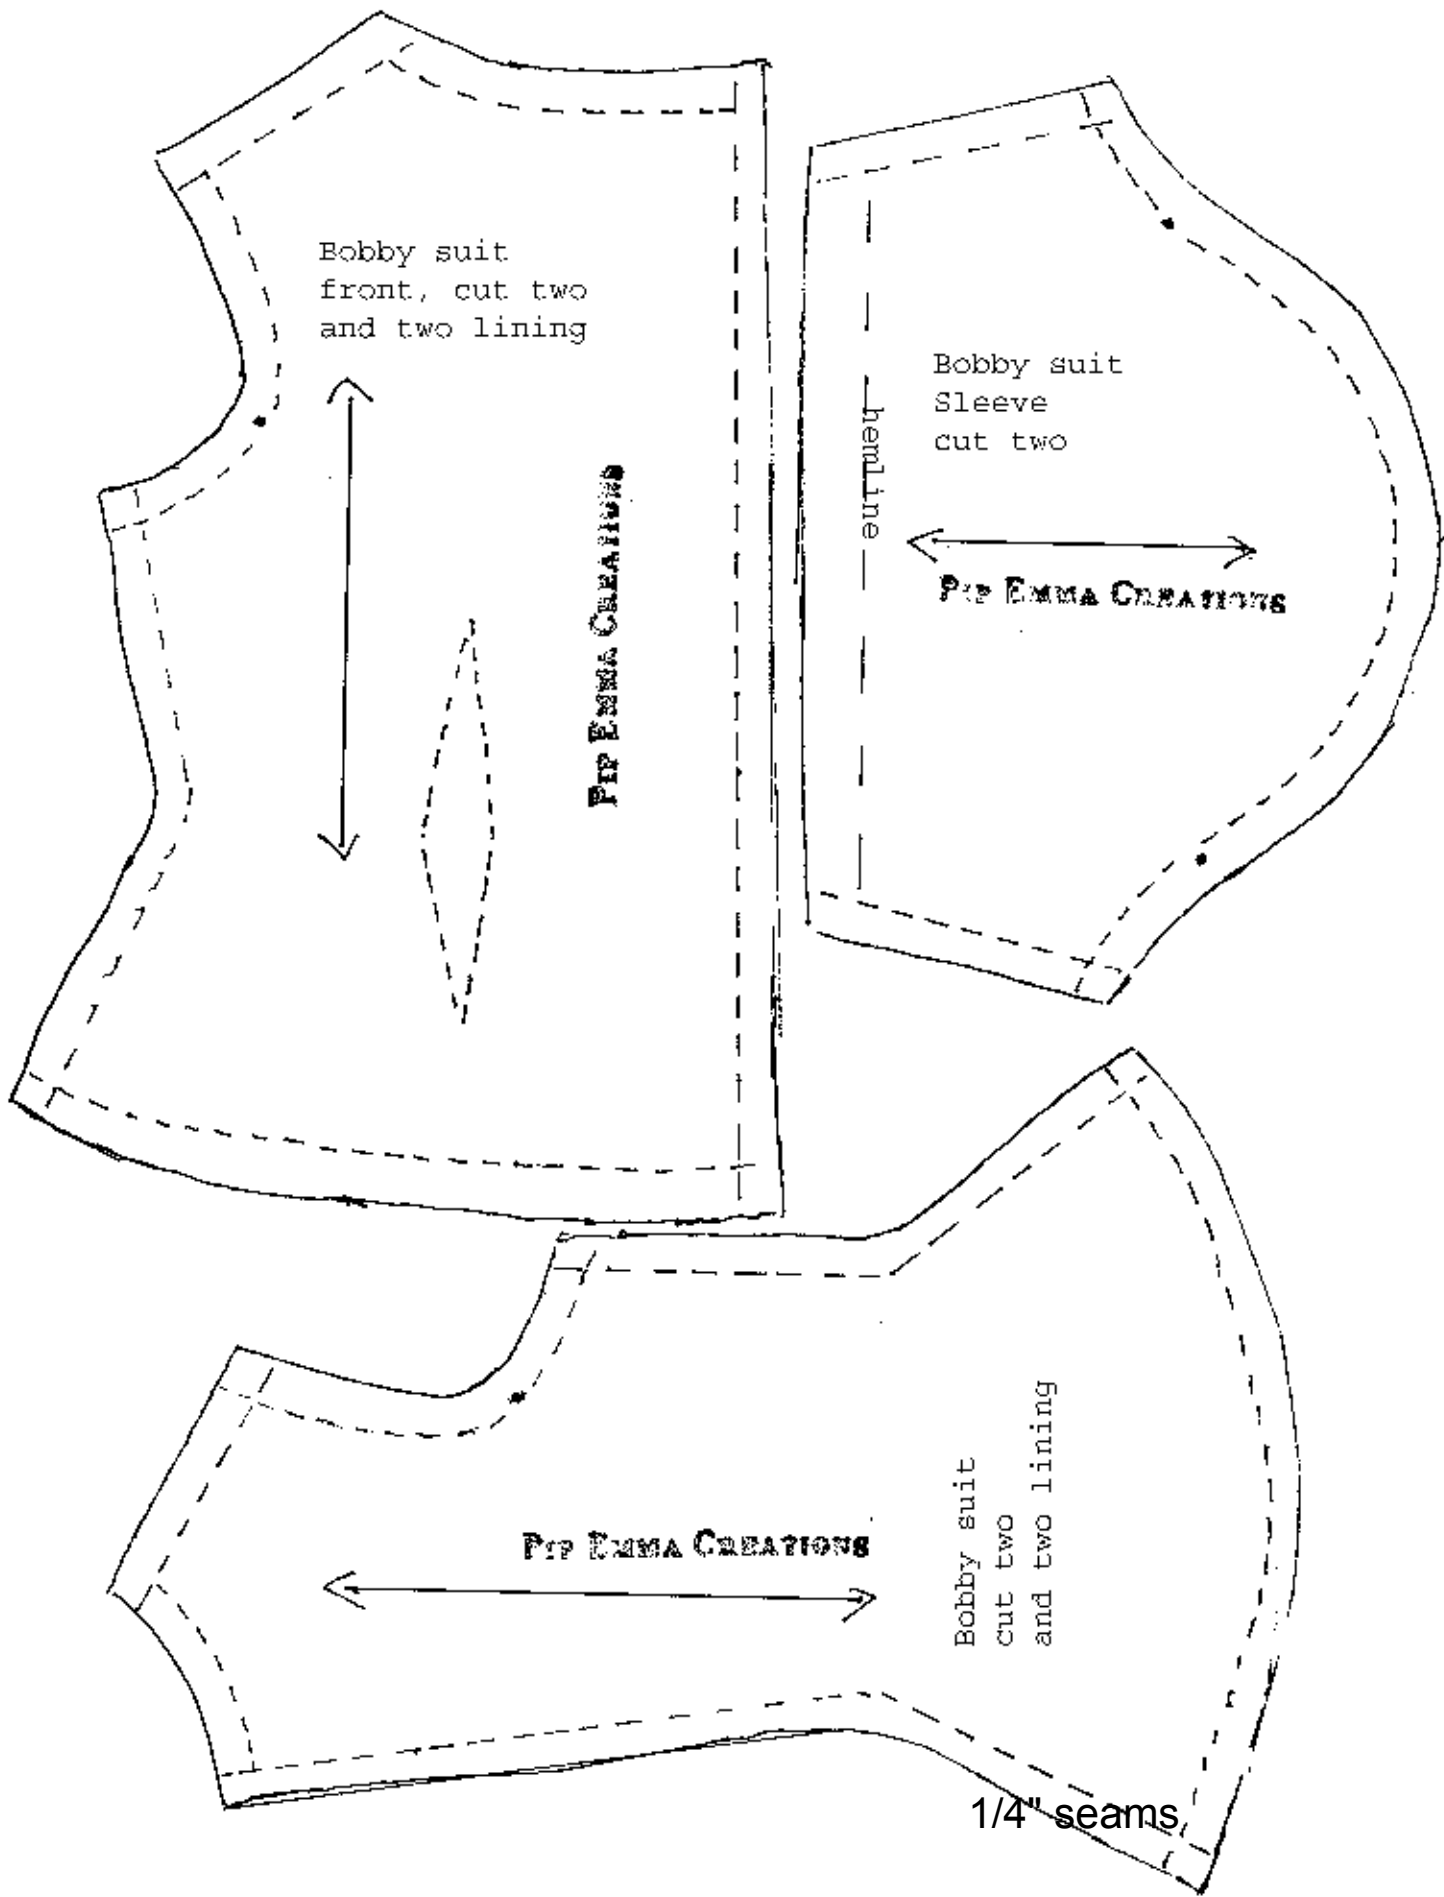 Bobby suit
front, cut two
and two lining
PIP EMMA CREATIONS
Bobby suit
Sleeve
cut two
hemline
PIP EMMA CREATIONS
PIP EMMA CREATIONS
Bobby suit
cut two
and two lining
1/4" seams